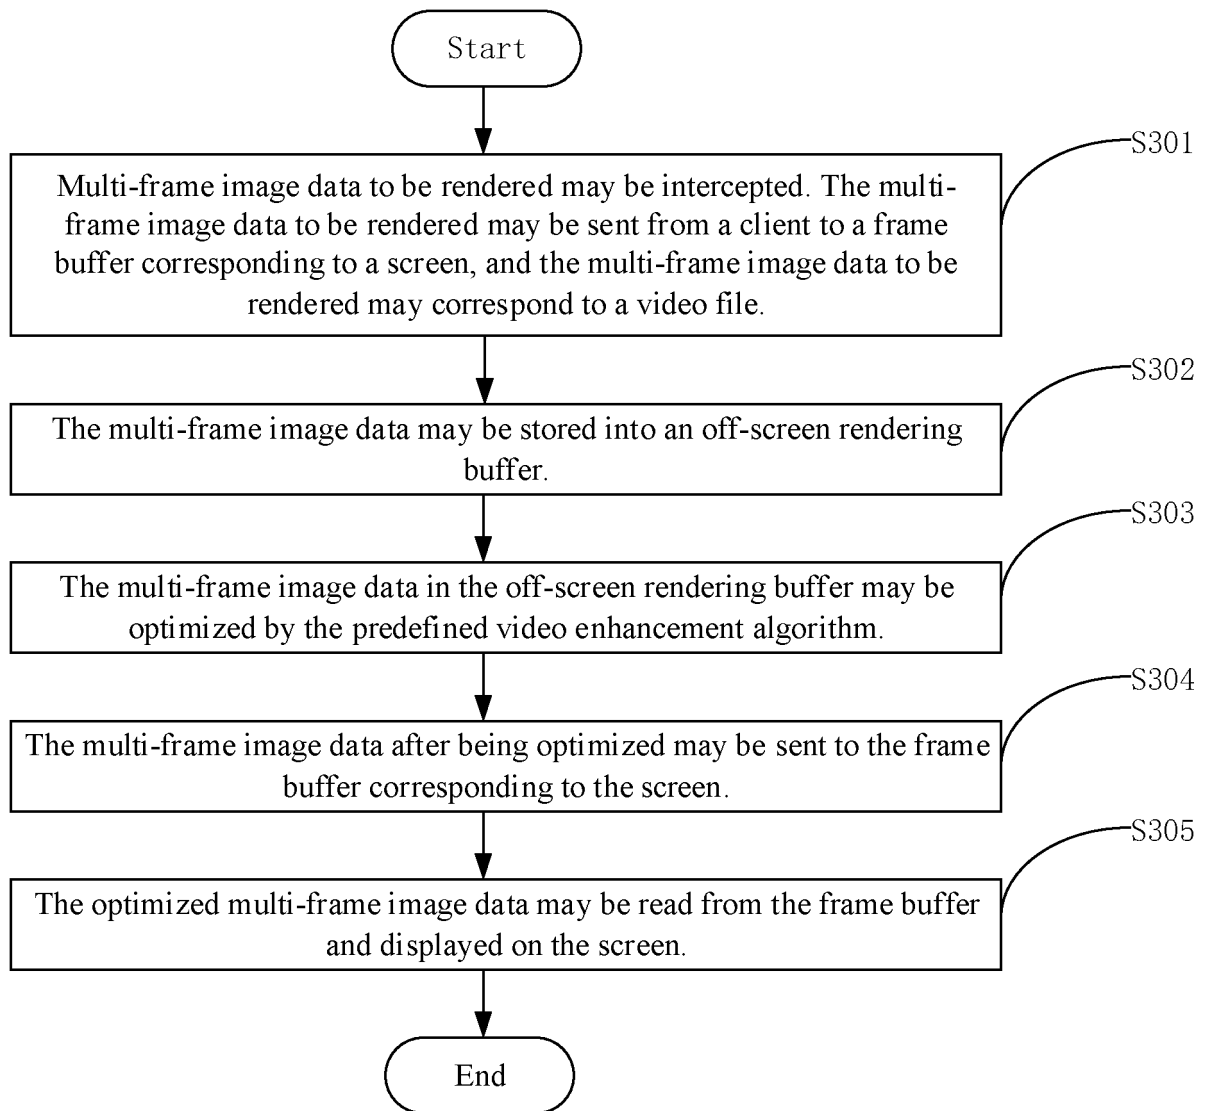 Start
S301
Multi-frame image data to be rendered may be intercepted. The multi-
frame image data to be rendered may be sent from a client to a frame
buffer corresponding to a screen, and the multi-frame image data to be
rendered may correspond to a video file.
S302
The multi-frame image data may be stored into an off-screen rendering
buffer.
S303
The multi-frame image data in the off-screen rendering buffer may be
optimized by the predefined video enhancement algorithm.
S304
The multi-frame image data after being optimized may be sent to the frame
buffer corresponding to the screen.
S305
The optimized multi-frame image data may be read from the frame buffer
and displayed on the screen.
End